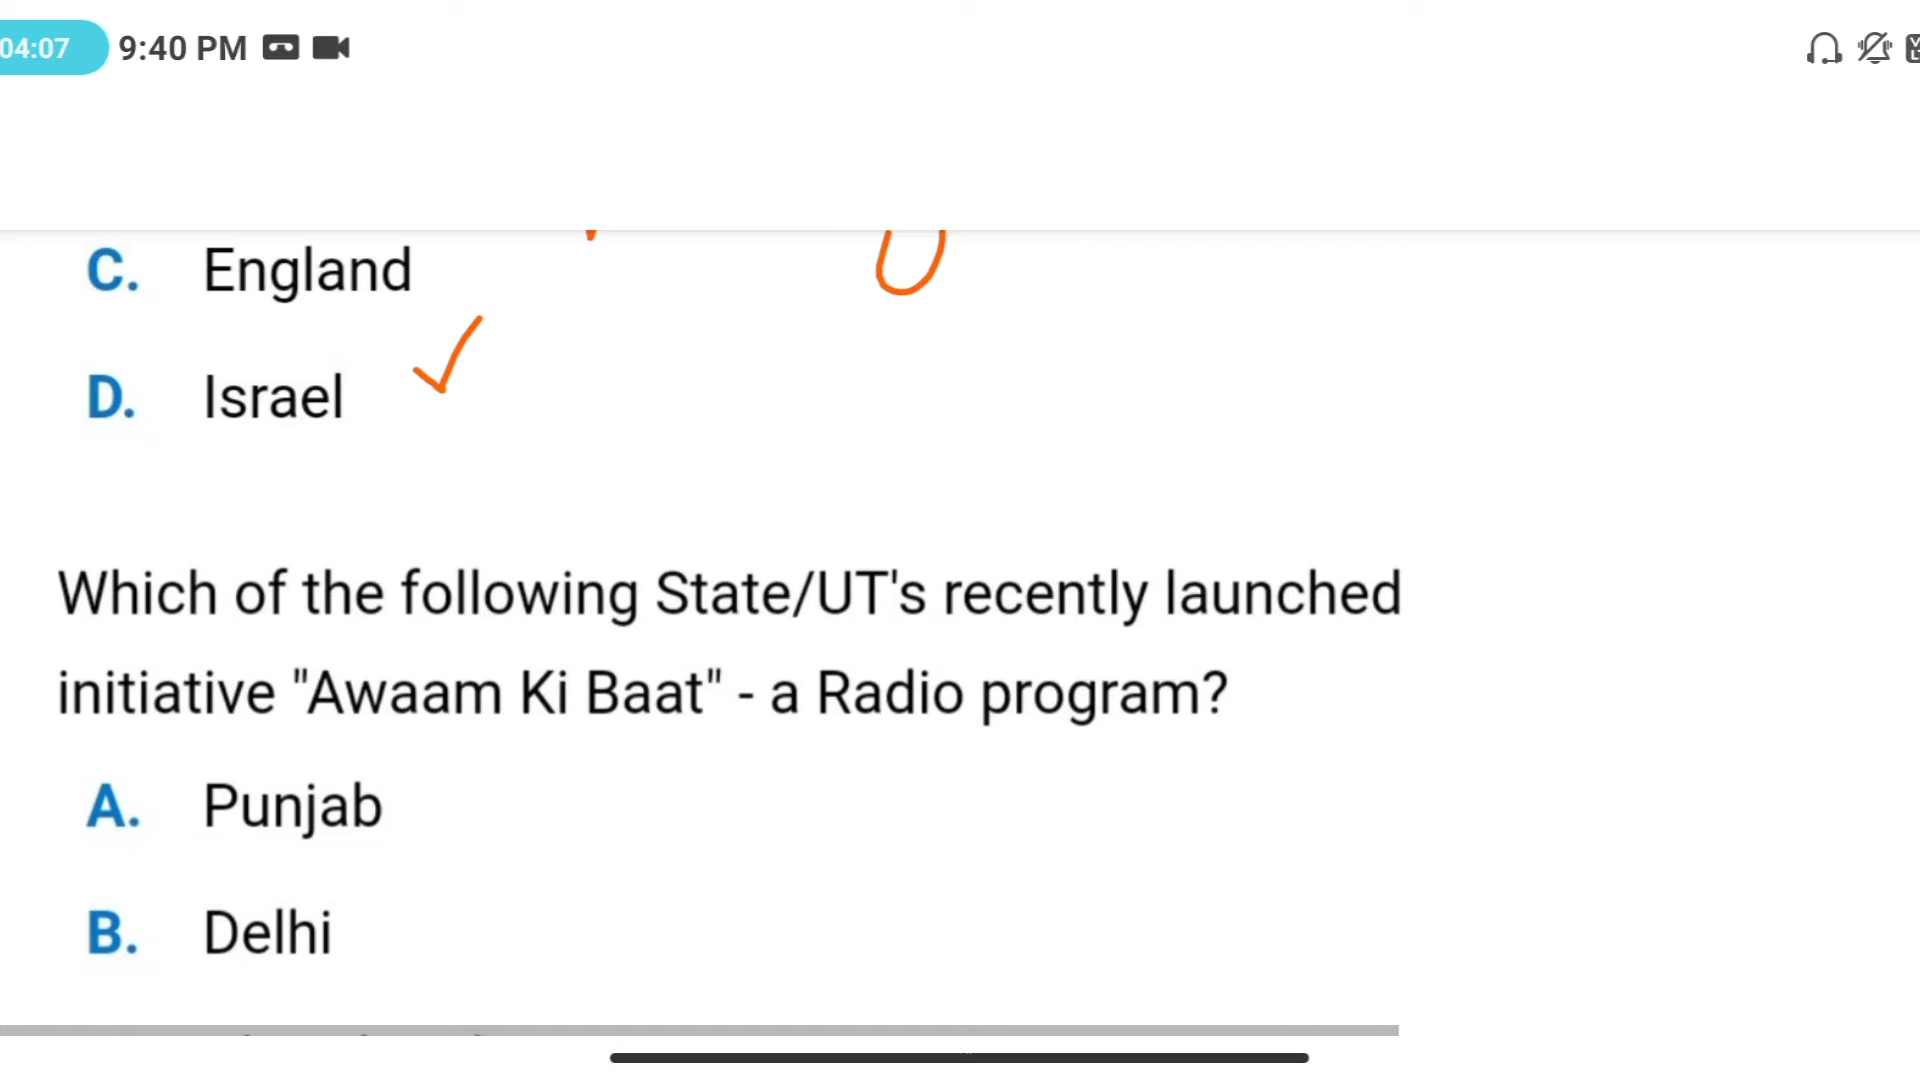 04:07 9:40 PM
C. England
D. Israel
Which of the following State/UT's recently launched
initiative "Awaam Ki Baat" - a Radio program?
A. Punjab
B. Delhi